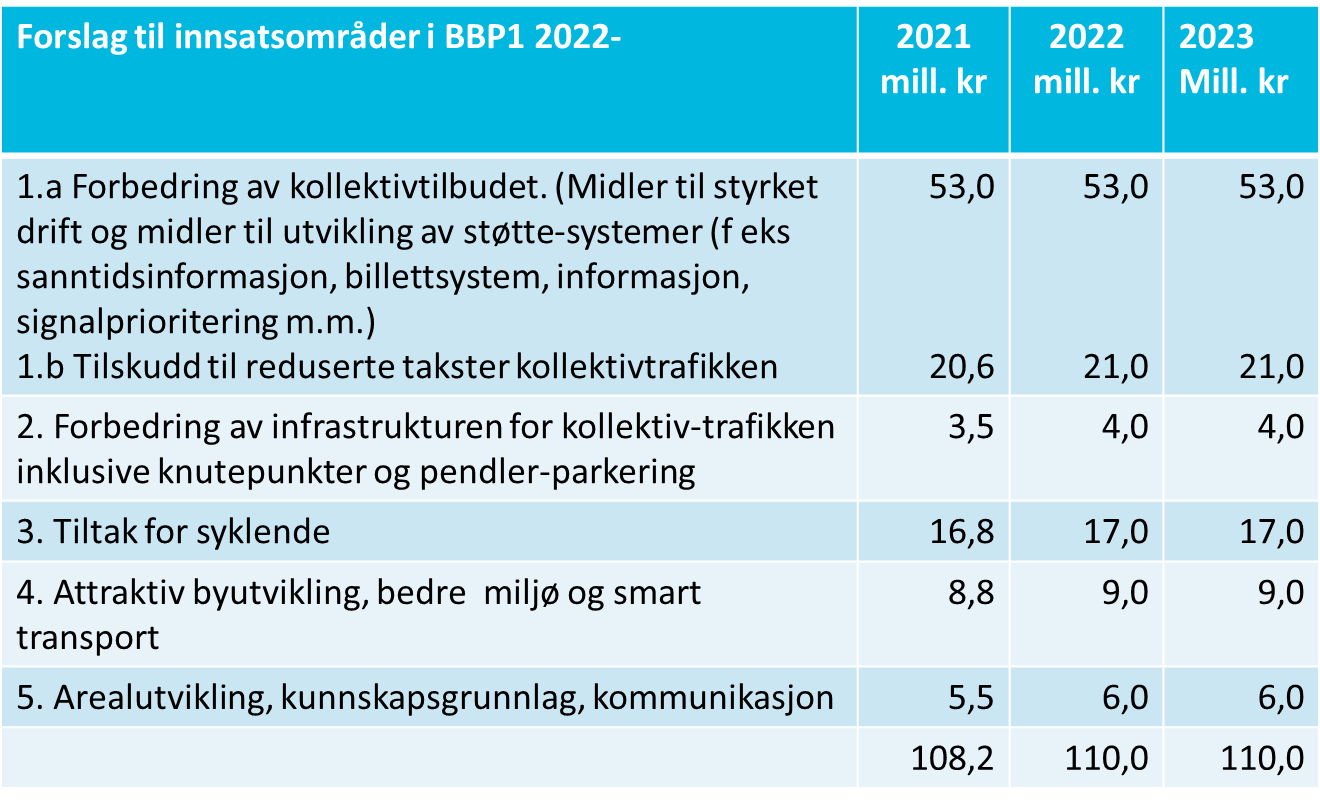 Forslag til innsatsområder i BBP1 2022- 2021 2022 2023
mill. kr mill. kr Mill. kr
1.a Forbedring av kollektivtilbudet. (Midler til styrket 53,0 53,0 53,0
drift og midler til utvikling av støtte-systemer (f eks
sanntidsinformasjon, billettsystem, informasjon,
signalprioritering m.m.)
1.b Tilskudd til reduserte takster kollektivtrafikken 20,6 21,0 21,0
2. Forbedring av infrastrukturen for kollektiv-trafikken 3,5 4,0 4,0
inklusive knutepunkter og pendler-parkering
3. Tiltak for syklende 16,8 17,0 17,0
4. Attraktiv byutvikling, bedre  miljø og smart 8,8 9,0 9,0
transport
5. Arealutvikling, kunnskapsgrunnlag, kommunikasjon 5,5 6,0 6,0
108,2 110,0 110,0